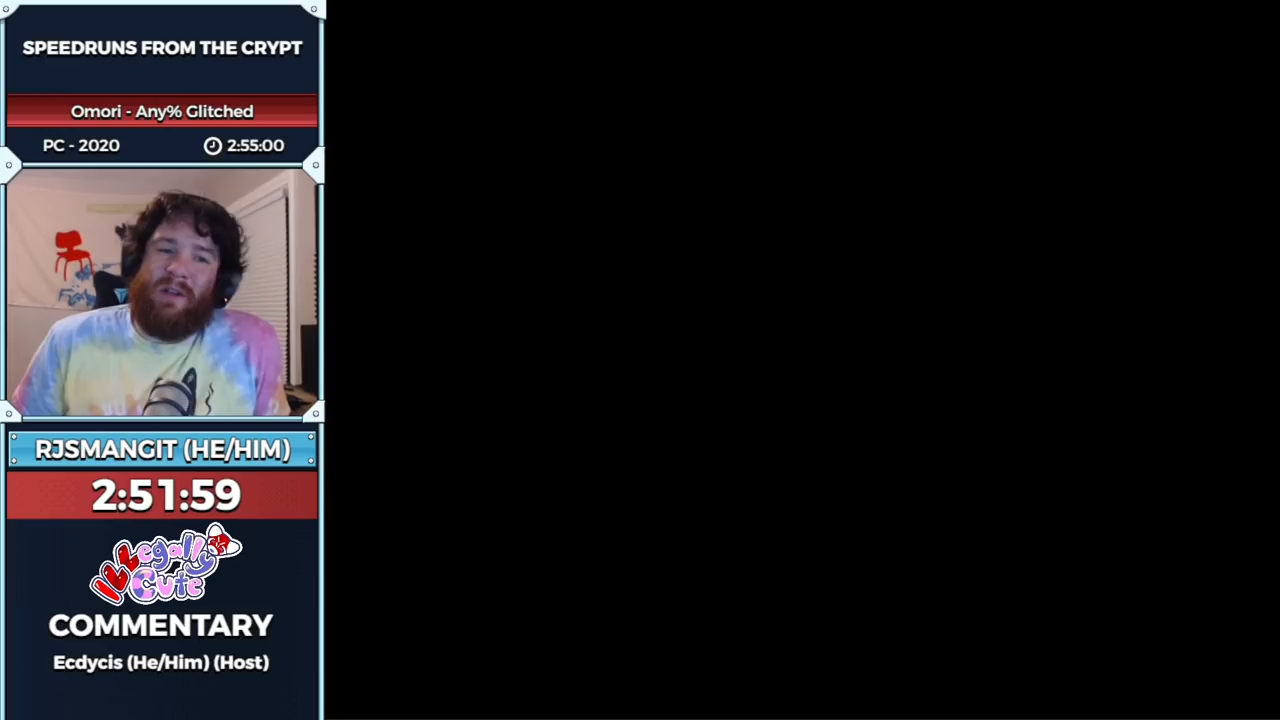 SPEEDRUNS FROM THE CRYPT
Omori - Any% Glitched
PC - 2020
2:55:00
RJSMANGIT (HE/HIM)
2:51:59
ILLegally
Cute
COMMENTARY
Ecdycis (He/Him) (Host)